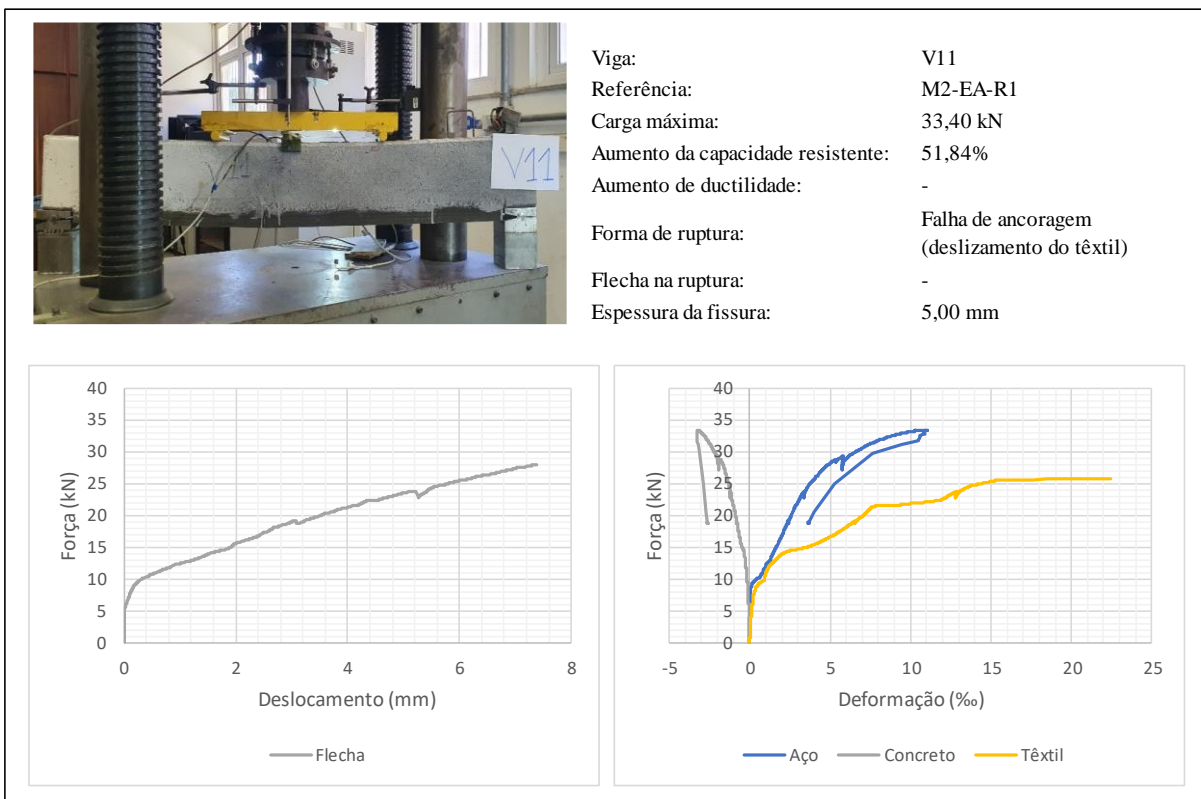 V11
V11
Viga: V11
Referência: M2-EA-R1
Carga máxima: 33,40 kN
Aumento da capacidade resistente: 51,84%
Aumento de ductilidade: -
Forma de ruptura: Falha de ancoragem
(deslizamento do têxtil)
Flecha na ruptura: -
Espessura da fissura: 5,00 mm
40
35
30
25
20
15
10
5
0
Força (kN)
0 2 4 6 8
Deslocamento (mm)
Flecha
40
35
30
25
20
15
10
5
0
Força (kN)
-5 0 5 10 15 20 25
Deformação (‰)
Aço Concreto Têxtil